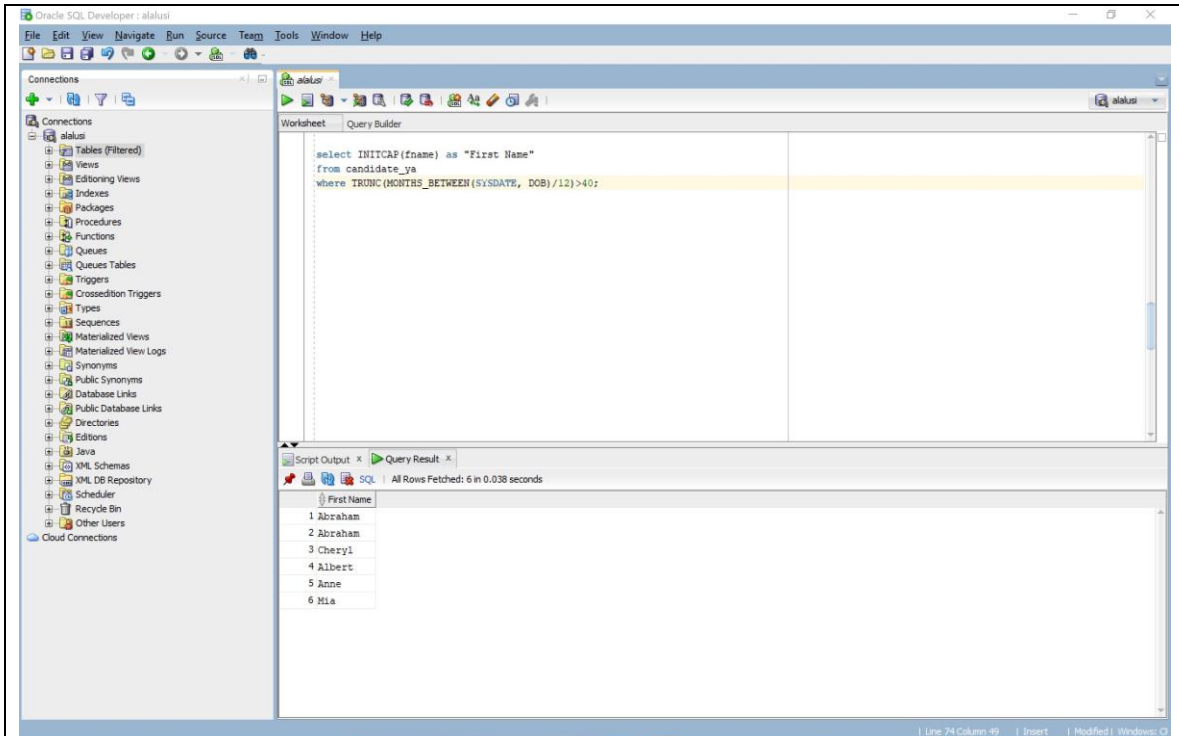 Oracle SQL Developer : alalusi
File Edit View Navigate Run Source Team Tools Window Help
Connections
Connections
alalusi
Tables (Filtered)
Views
Editioning Views
Indexes
Packages
Procedures
Functions
Queues
Queues Tables
Triggers
Crossedition Triggers
Types
Sequences
Materialized Views
Materialized View Logs
Synonyms
Public Synonyms
Database Links
Public Database Links
Directories
Editions
Java
XML Schemas
XML DB Repository
Scheduler
Recycle Bin
Other Users
Cloud Connections
alalusi
alalusi
Worksheet Query Builder
select INITCAP(fname) as "First Name"
from candidate_ya
where TRUNC(MONTHS_BETWEEN(SYSDATE, DOB)/12)>40;
Script Output x Query Result x
SQL | All Rows Fetched: 6 in 0.038 seconds
First Name
1 Abraham
2 Abraham
3 Cheryl
4 Albert
5 Anne
6 Mia
| Line 74 Column 49 | Insert | Modified | Windows: Cl